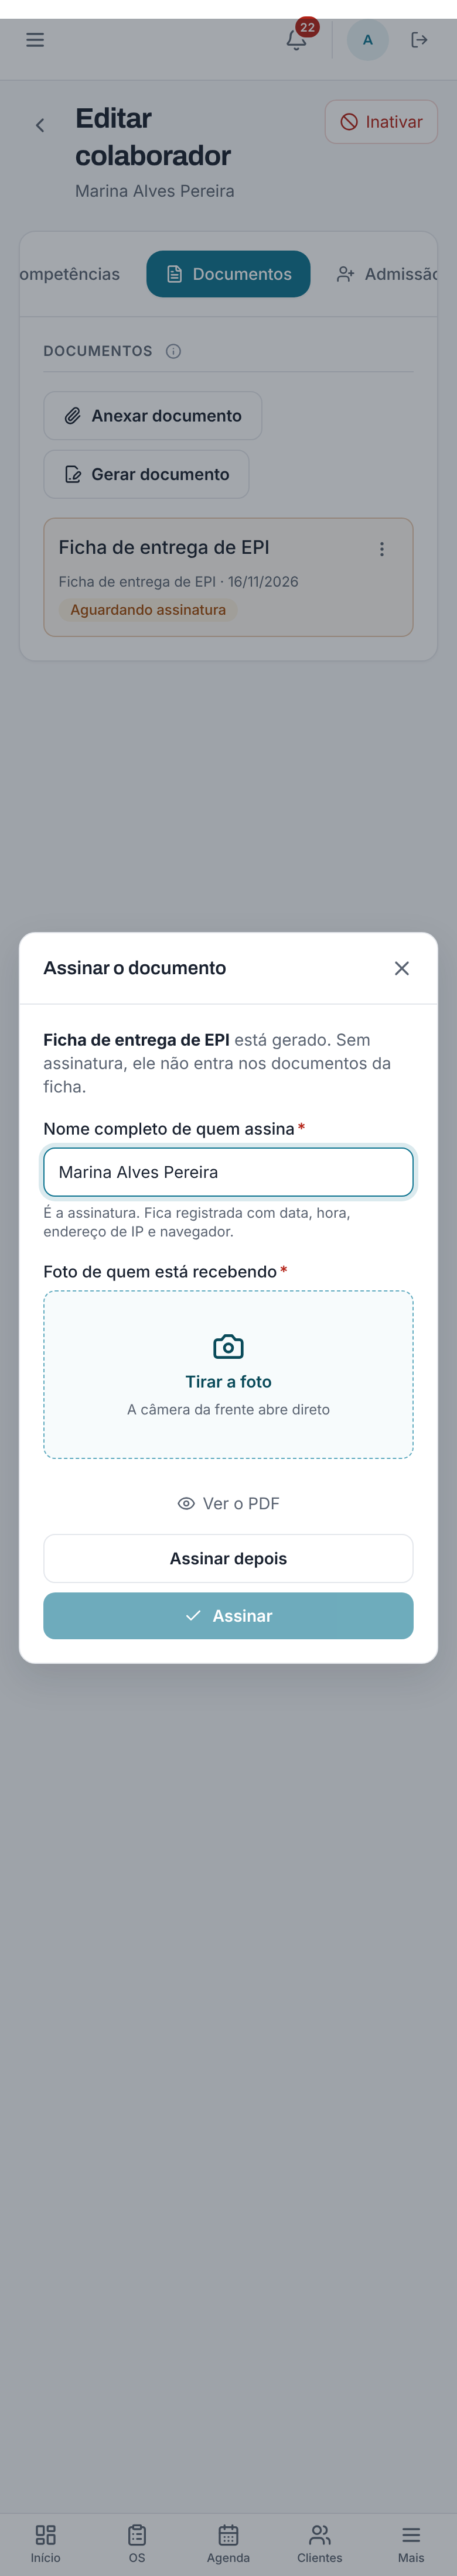 22
A
Editar
colaborador
Inativar
Marina Alves Pereira
ompetências
Documentos
Admissão
DOCUMENTOS
Anexar documento
Gerar documento
Ficha de entrega de EPI
Ficha de entrega de EPI · 16/11/2026
Aguardando assinatura
Assinar o documento
Ficha de entrega de EPI está gerado. Sem
assinatura, ele não entra nos documentos da
ficha.
Nome completo de quem assina*
Marina Alves Pereira
É a assinatura. Fica registrada com data, hora,
endereço de IP e navegador.
Foto de quem está recebendo*
Tirar a foto
A câmera da frente abre direto
Ver o PDF
Assinar depois
Assinar
Início
OS
Agenda
Clientes
Mais